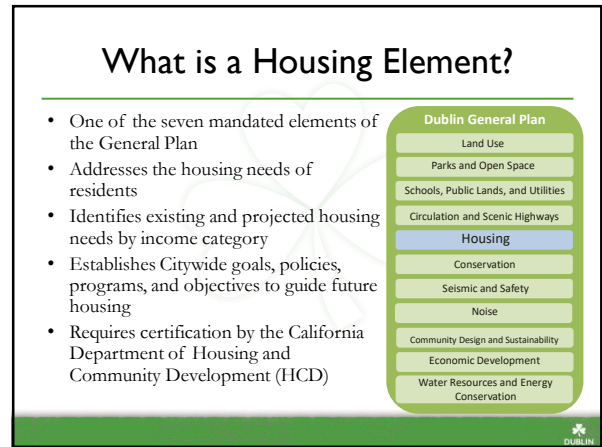 What is a Housing Element?
• One of the seven mandated elements of
the General Plan
• Addresses the housing needs of
residents
• Identifies existing and projected housing
needs by income category
• Establishes Citywide goals, policies,
programs, and objectives to guide future
housing
• Requires certification by the California
Department of Housing and
Community Development (HCD)
Dublin General Plan
Land Use
Parks and Open Space
Schools, Public Lands, and Utilities
Circulation and Scenic Highways
Housing
Conservation
Seismic and Safety
Noise
Community Design and Sustainability
Economic Development
Water Resources and Energy
Conservation
DUBLIN